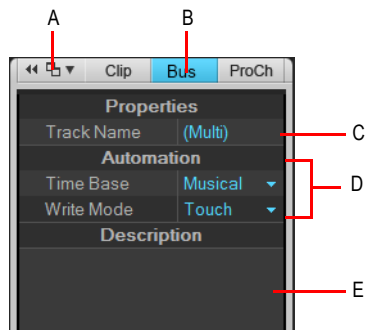 A
B
Clip Bus ProCh
Properties
Track Name (Multi)
C
Automation
Time Base Musical
D
Write Mode Touch
Description
E